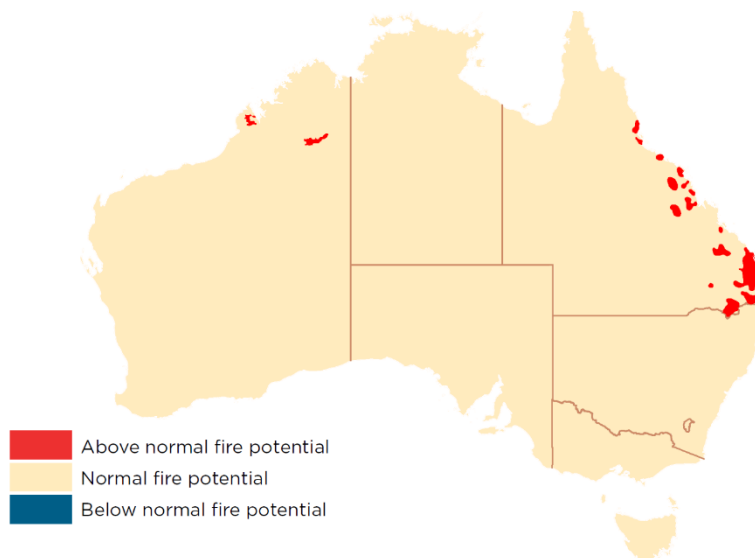 Above normal fire potential
Normal fire potential
Below normal fire potential